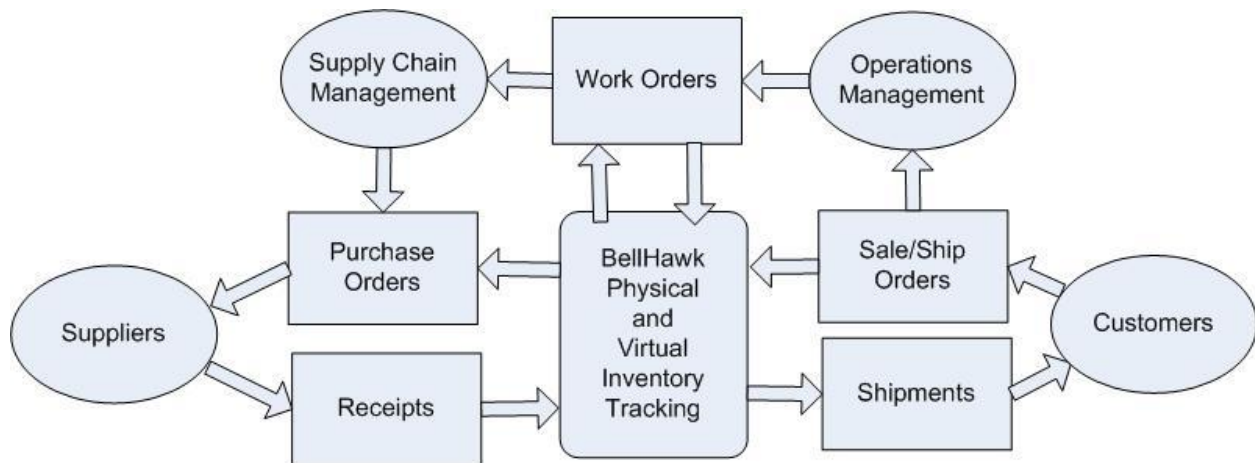 Supply Chain
Management
Work Orders
Operations
Management
Purchase
Orders
BellHawk
Physical
and
Virtual
Inventory
Tracking
Sale/Ship
Orders
Suppliers
Customers
Receipts
Shipments